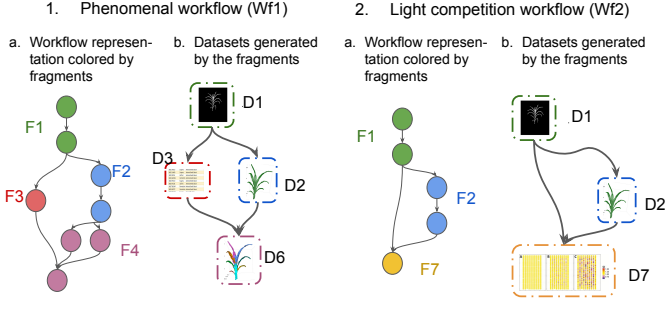 1. Phenomenal workflow (Wf1)
a. Workflow represen-
tation colored by
fragments
b. Datasets generated
by the fragments
F1
F2
F3
F4
D1
D3
D2
D6
2. Light competition workflow (Wf2)
a. Workflow represen-
tation colored by
fragments
b. Datasets generated
by the fragments
F1
F2
F7
D1
D2
D7